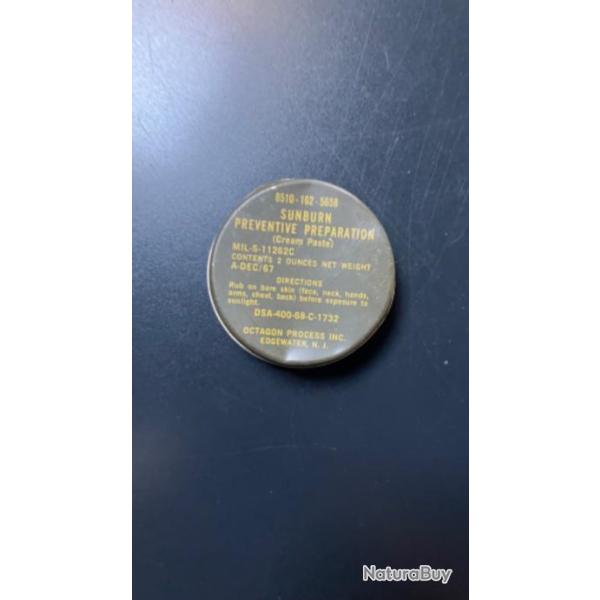 8510-162-5658
SUNBURN
PREVENTIVE PREPARATION
(Cream Paste)
MIL-S-11262C
CONTENTS 2 OUNCES NET WEIGHT
A-DEC/67
DIRECTIONS
Rub on bare skin (face, neck, hands,
arms, chest, back) before exposure to
sunlight.
DSA-400-68-C-1732
OCTAGON PROCESS INC.
EDGEWATER, N. J.
NaturaBuy